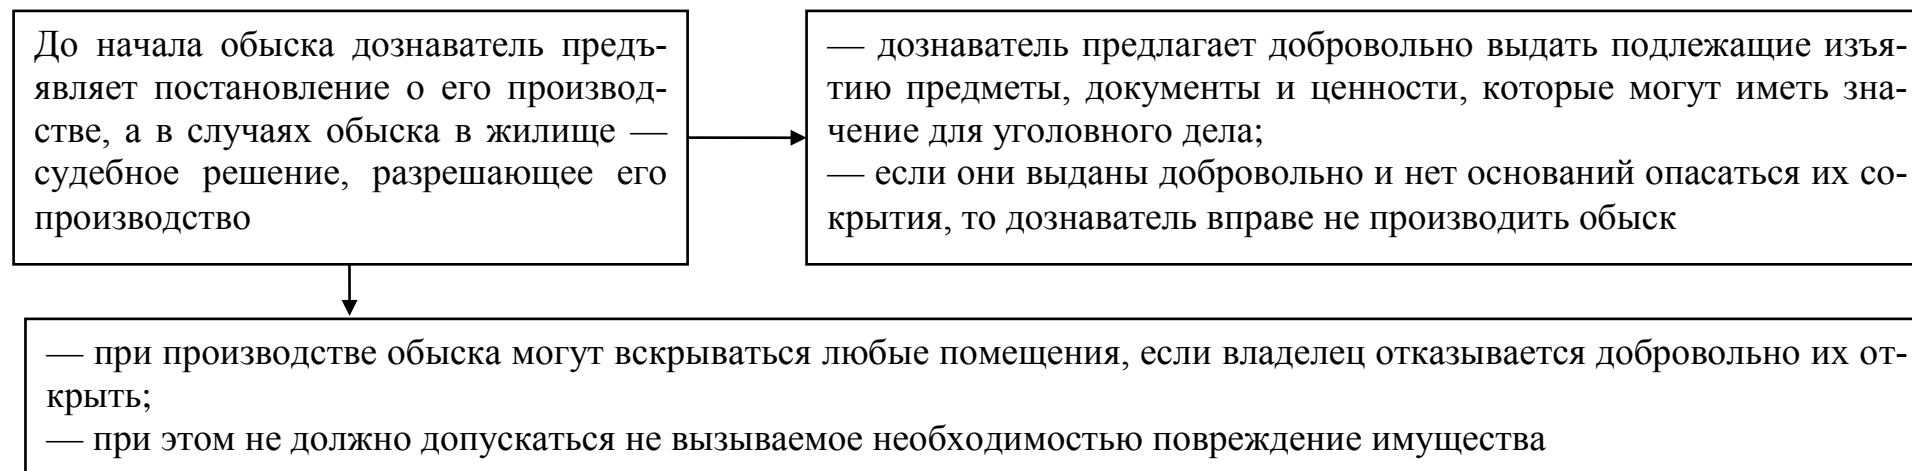 До начала обыска дознаватель предъ-
являет постановление о его производ-
стве, а в случаях обыска в жилище —
судебное решение, разрешающее его
производство
— дознаватель предлагает добровольно выдать подлежащие изъя-
тию предметы, документы и ценности, которые могут иметь зна-
чение для уголовного дела;
— если они выданы добровольно и нет оснований опасаться их со-
крытия, то дознаватель вправе не производить обыск
— при производстве обыска могут вскрываться любые помещения, если владелец отказывается добровольно их от-
крыть;
— при этом не должно допускаться не вызываемое необходимостью повреждение имущества